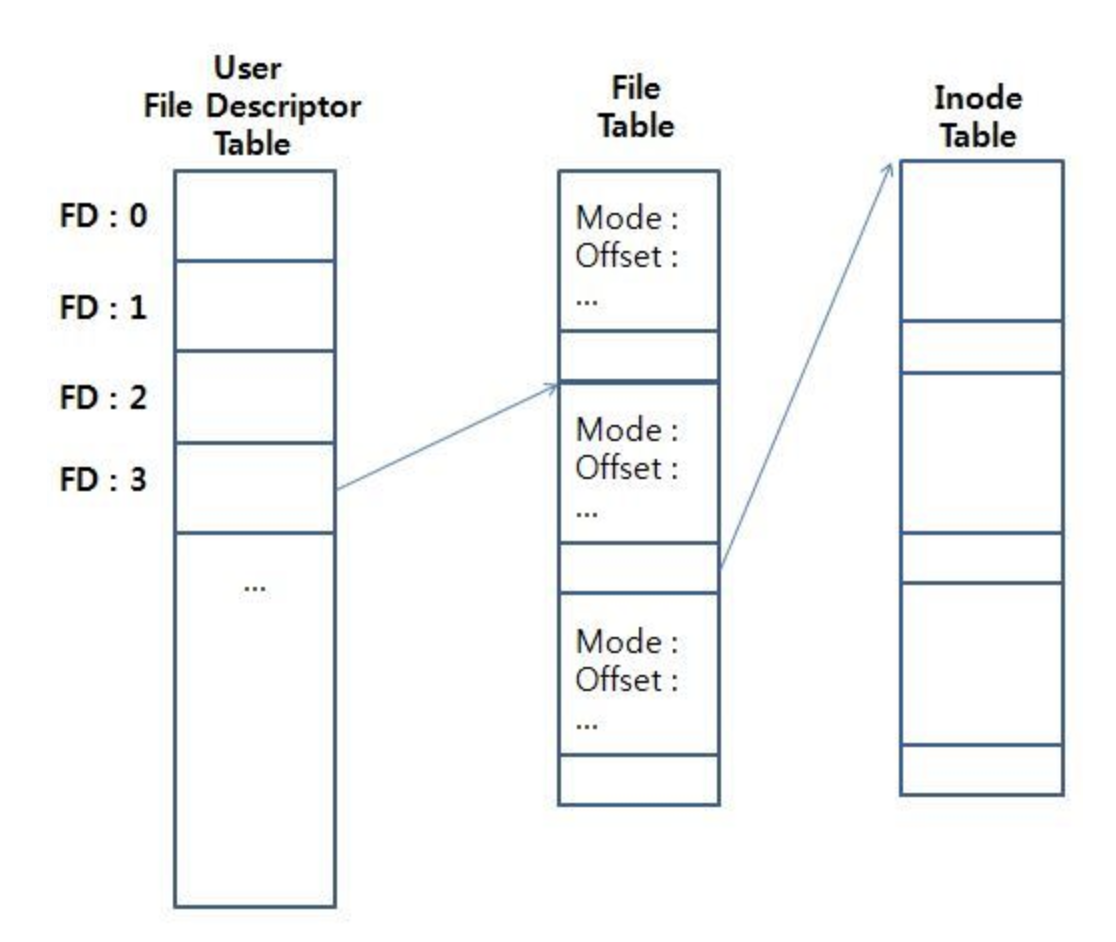 User
File Descriptor
Table
FD : 0
FD : 1
FD : 2
FD : 3
...
File
Table
Mode :
Offset :
...
Mode :
Offset :
...
Mode :
Offset :
...
Inode
Table